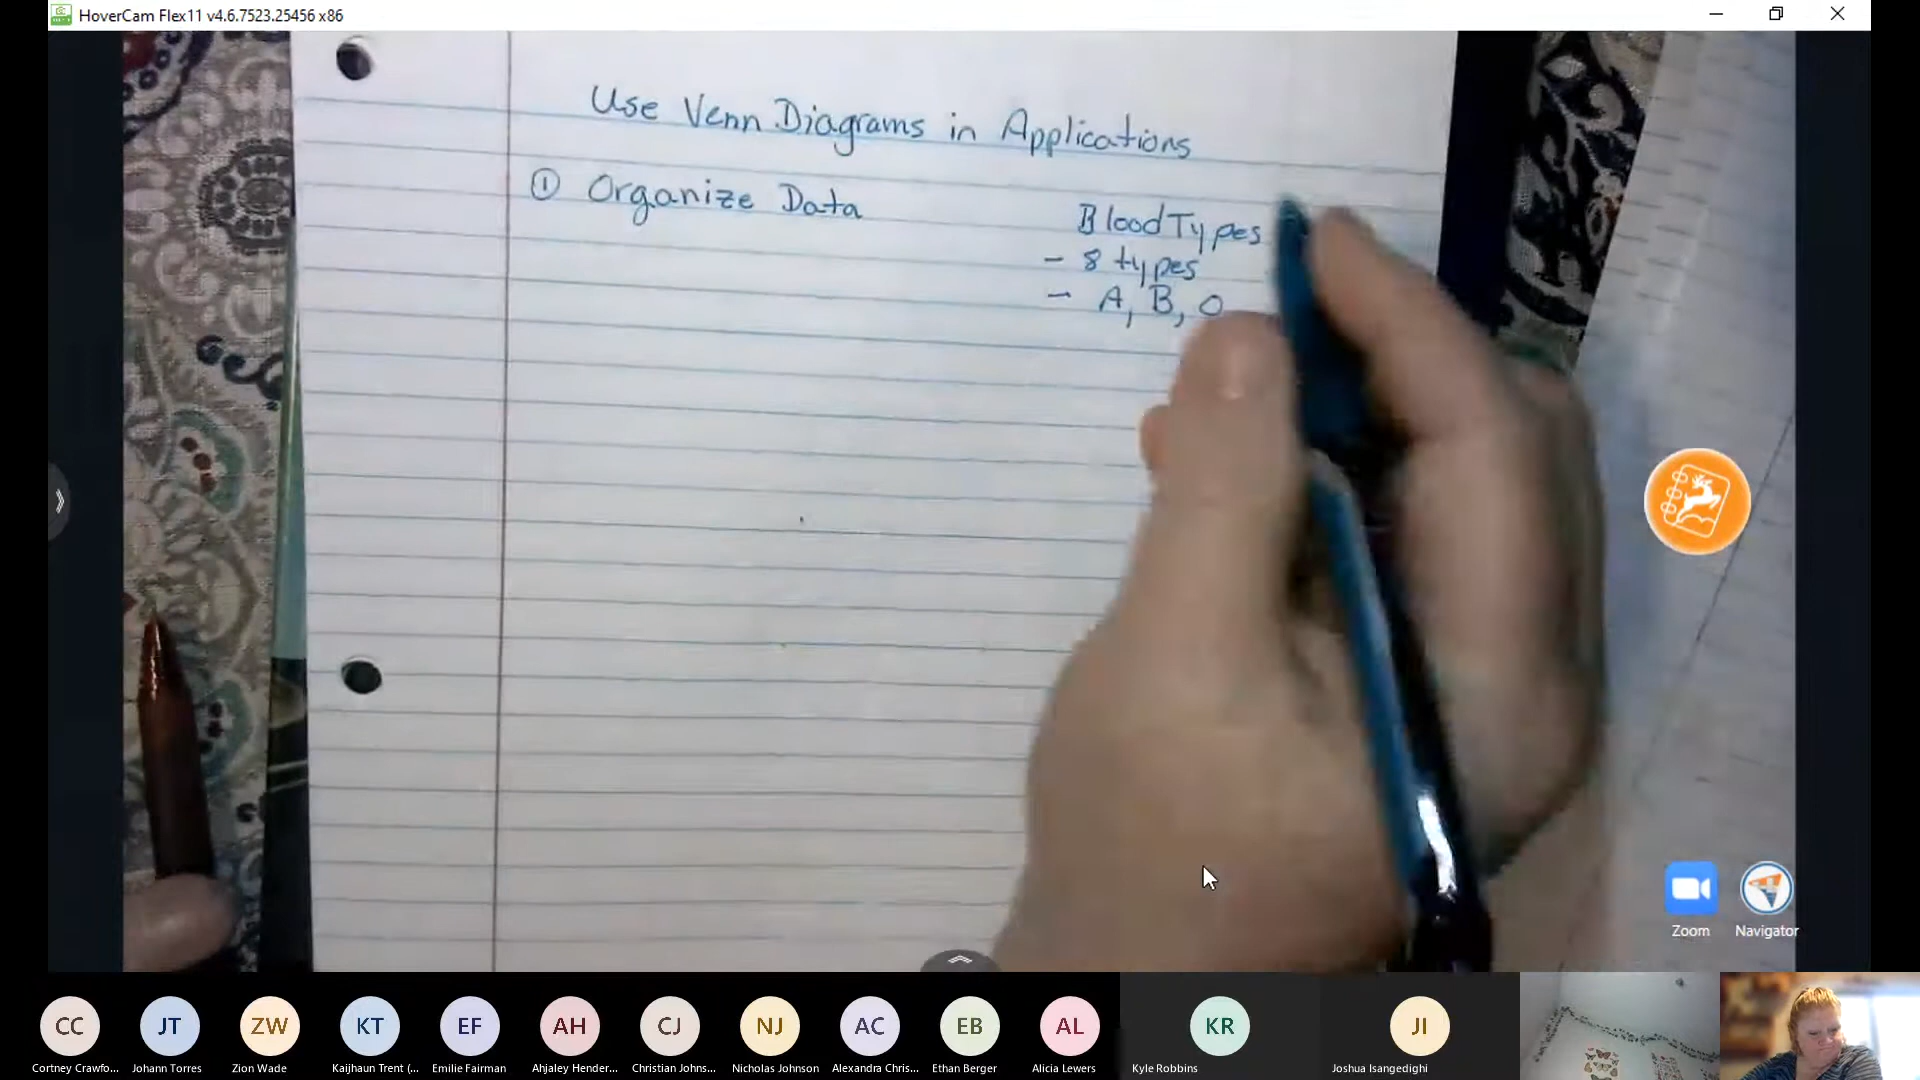 HoverCam Flex11 v4.6.7523.25456 x86
Use Venn Diagrams in Applications
① Organize Data
Blood Types
- 8 types
- A, B, O
Zoom
Navigator
CC
JT
ZW
KT
EF
AH
CJ
NJ
AC
EB
AL
KR
JI
Cortney Crawfo...
Johann Torres
Zion Wade
Kaijhaun Trent (...
Emilie Fairman
Ahjaley Hender...
Christian Johns...
Nicholas Johnson
Alexandra Chris...
Ethan Berger
Alicia Lewers
Kyle Robbins
Joshua Isangedighi